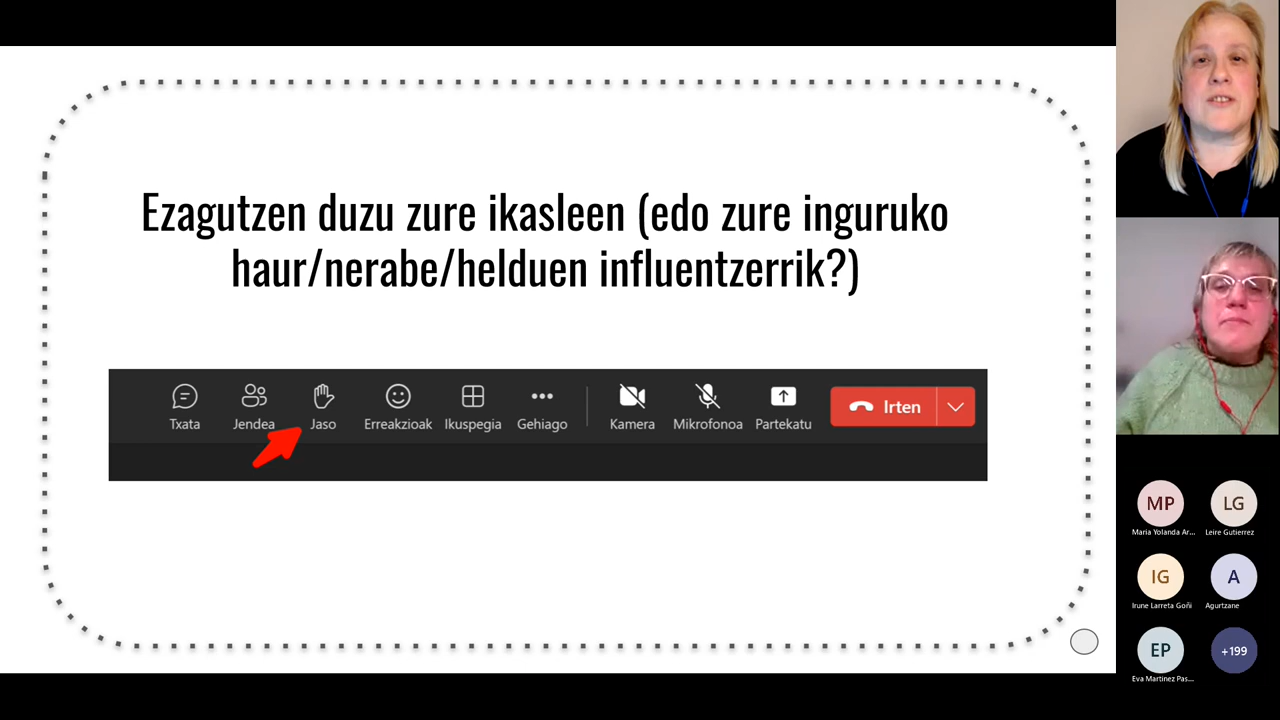 Ezagutzen duzu zure ikasleen (edo zure inguruko
haur/nerabe/helduen influentzerrik?)
Txata
Jendea
Jaso
Erreakzioak
Ikuspegia
Gehiago
Kamera
Mikrofonoa
Partekatu
Irten
MP
Maria Yolanda Ar...
LG
Leire Gutierrez
IG
Irune Larreta Goñi
A
Agurtzane
EP
Eva Martinez Pas...
+199